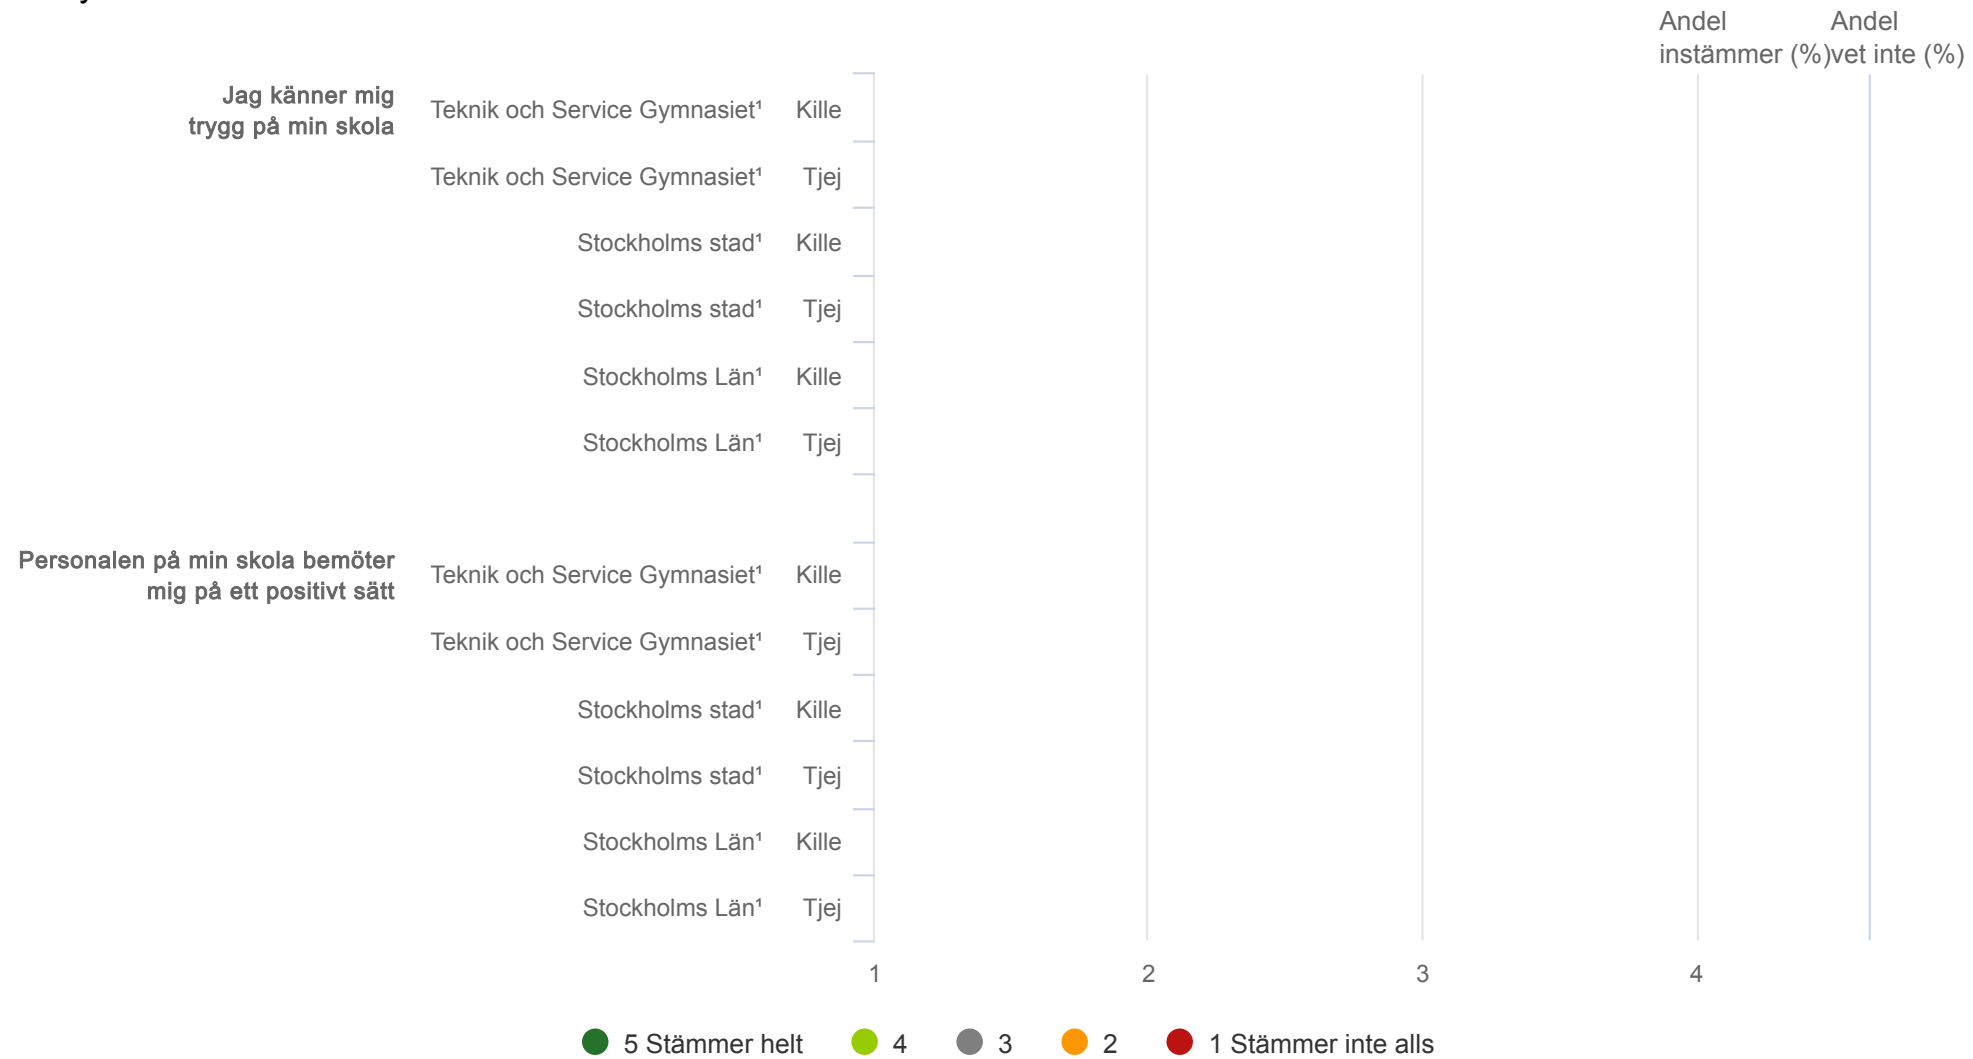 Andel Andel
instämmer (%)vet inte (%)
Jag känner mig
trygg på min skola
Teknik och Service Gymnasiet¹ Kille
Teknik och Service Gymnasiet¹ Tjej
Stockholms stad¹ Kille
Stockholms stad¹ Tjej
Stockholms Län¹ Kille
Stockholms Län¹ Tjej
Personalen på min skola bemöter
mig på ett positivt sätt
Teknik och Service Gymnasiet¹ Kille
Teknik och Service Gymnasiet¹ Tjej
Stockholms stad¹ Kille
Stockholms stad¹ Tjej
Stockholms Län¹ Kille
Stockholms Län¹ Tjej
1 2 3 4
5 Stämmer helt 4 3 2 1 Stämmer inte alls